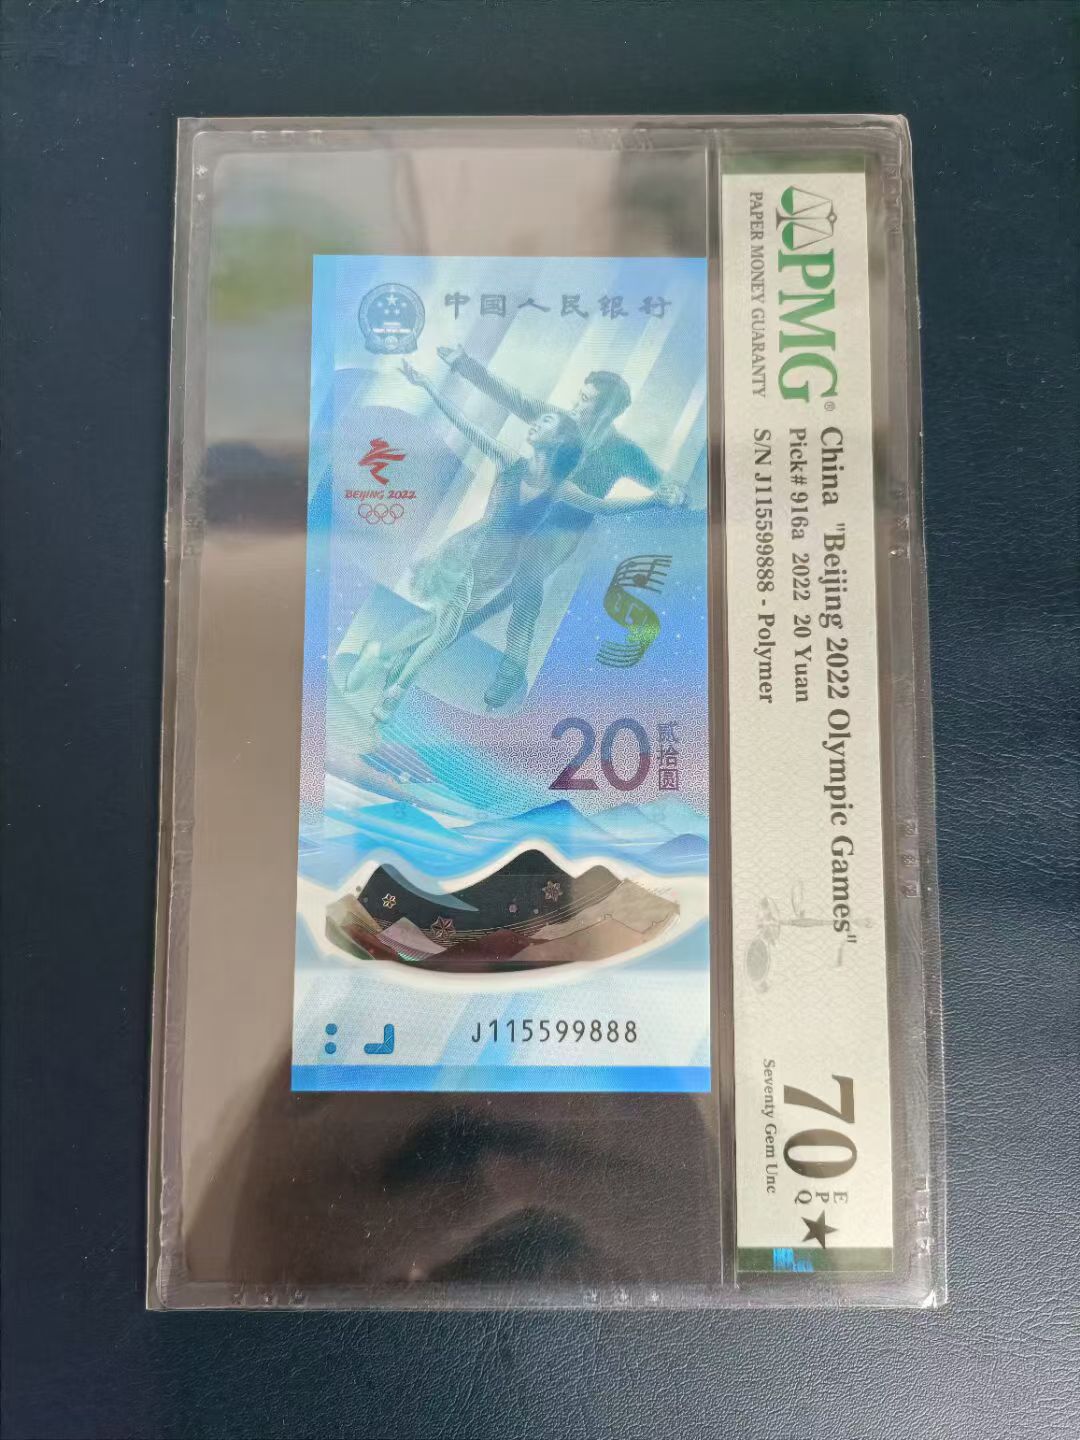 中国人民银行
BEIJING 2022
20
贰拾圆
J115599888
PMG®
PAPER MONEY GUARANTY
China "Beijing 2022 Olympic Games"
Pick# 916a 2022 20 Yuan
S/N J115599888 - Polymer
70
EPQ
★
Seventy Gem Unc